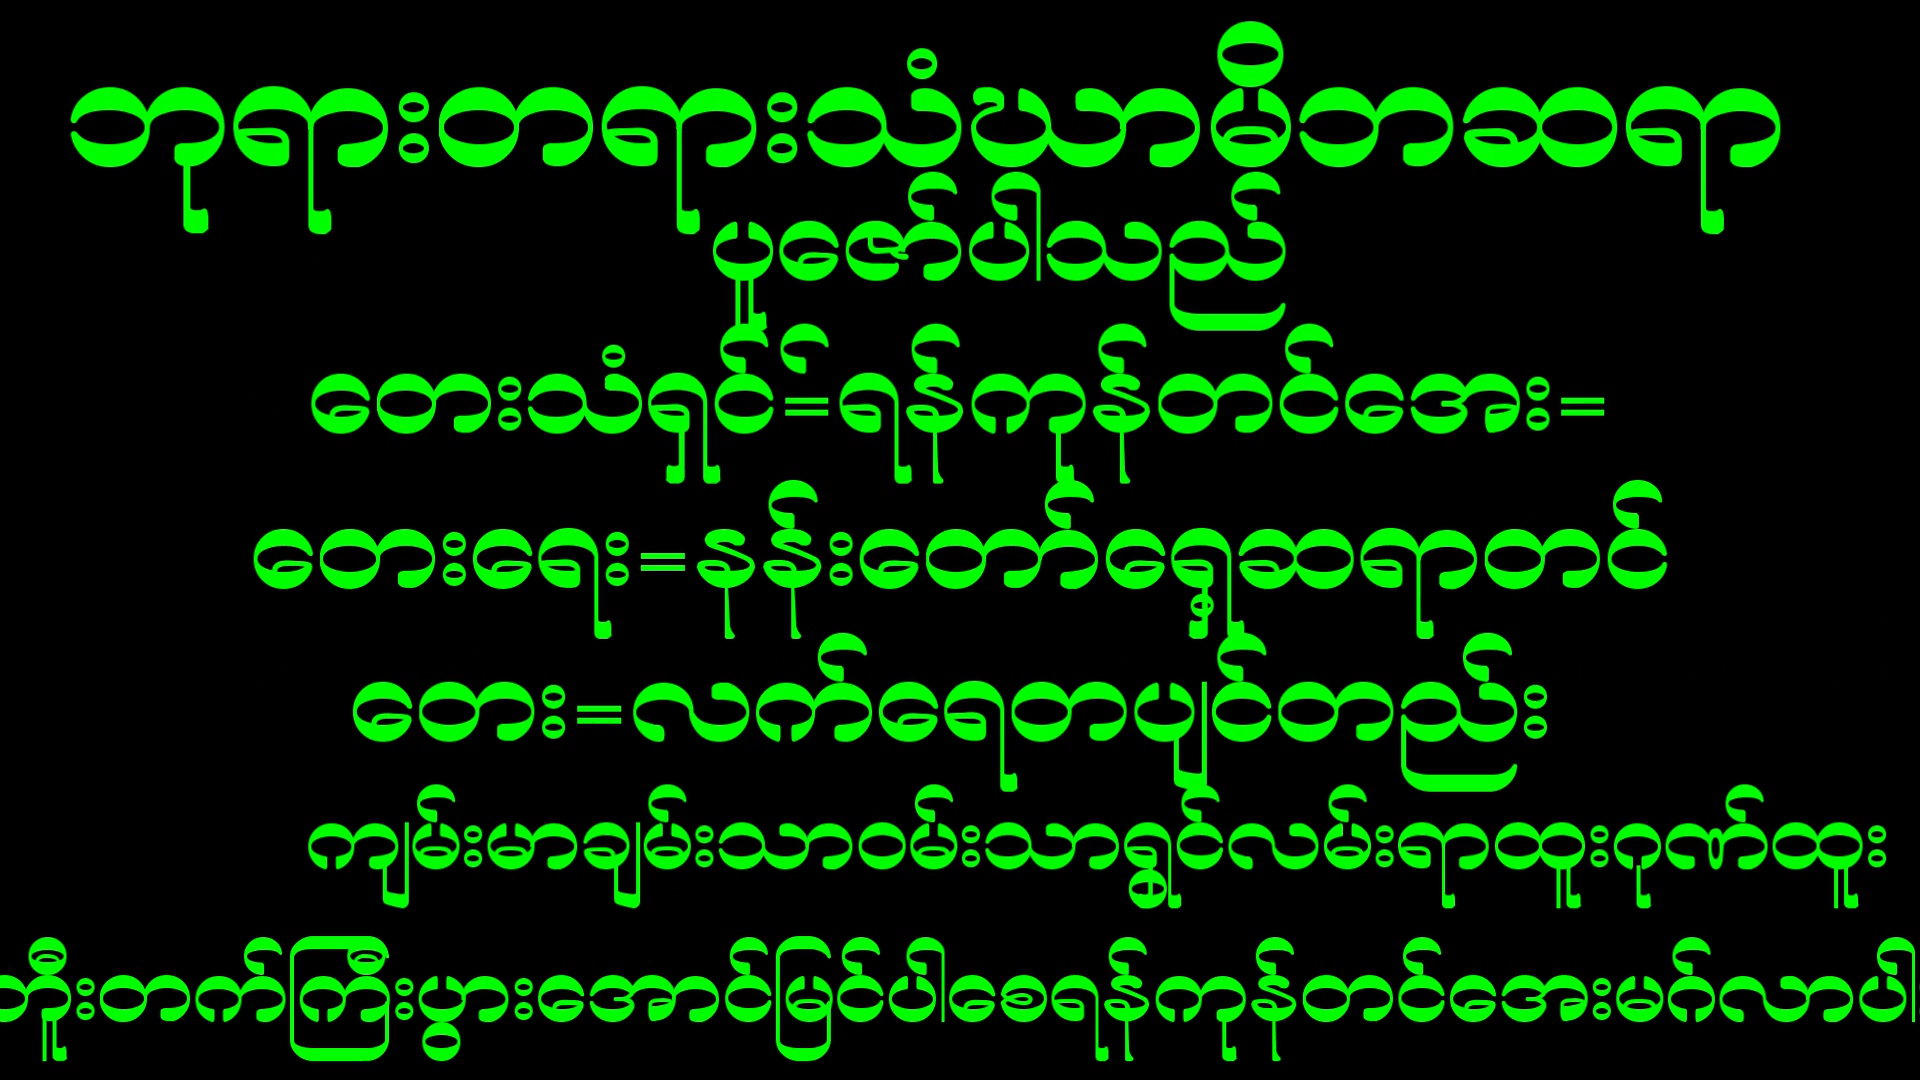 ဘုရားတရားသံဃာမိဘဆရာ
ပူဇော်ပါသည်
တေးသံရှင််=ရန်ကုန်တင်အေး=
တေးရေး=နန်းတော်ရှေ့ဆရာတင်
တေး=လက်ရေတပျင်တည်း
ကျမ်းမာချမ်းသာဝမ်းသာရွှင်လမ်းရာထူးဂုဏ်ထူး
တက်ကြီးပွားအောင်မြင်ပါစေရန်ကုန်တင်အေးမဂ်လာပါ